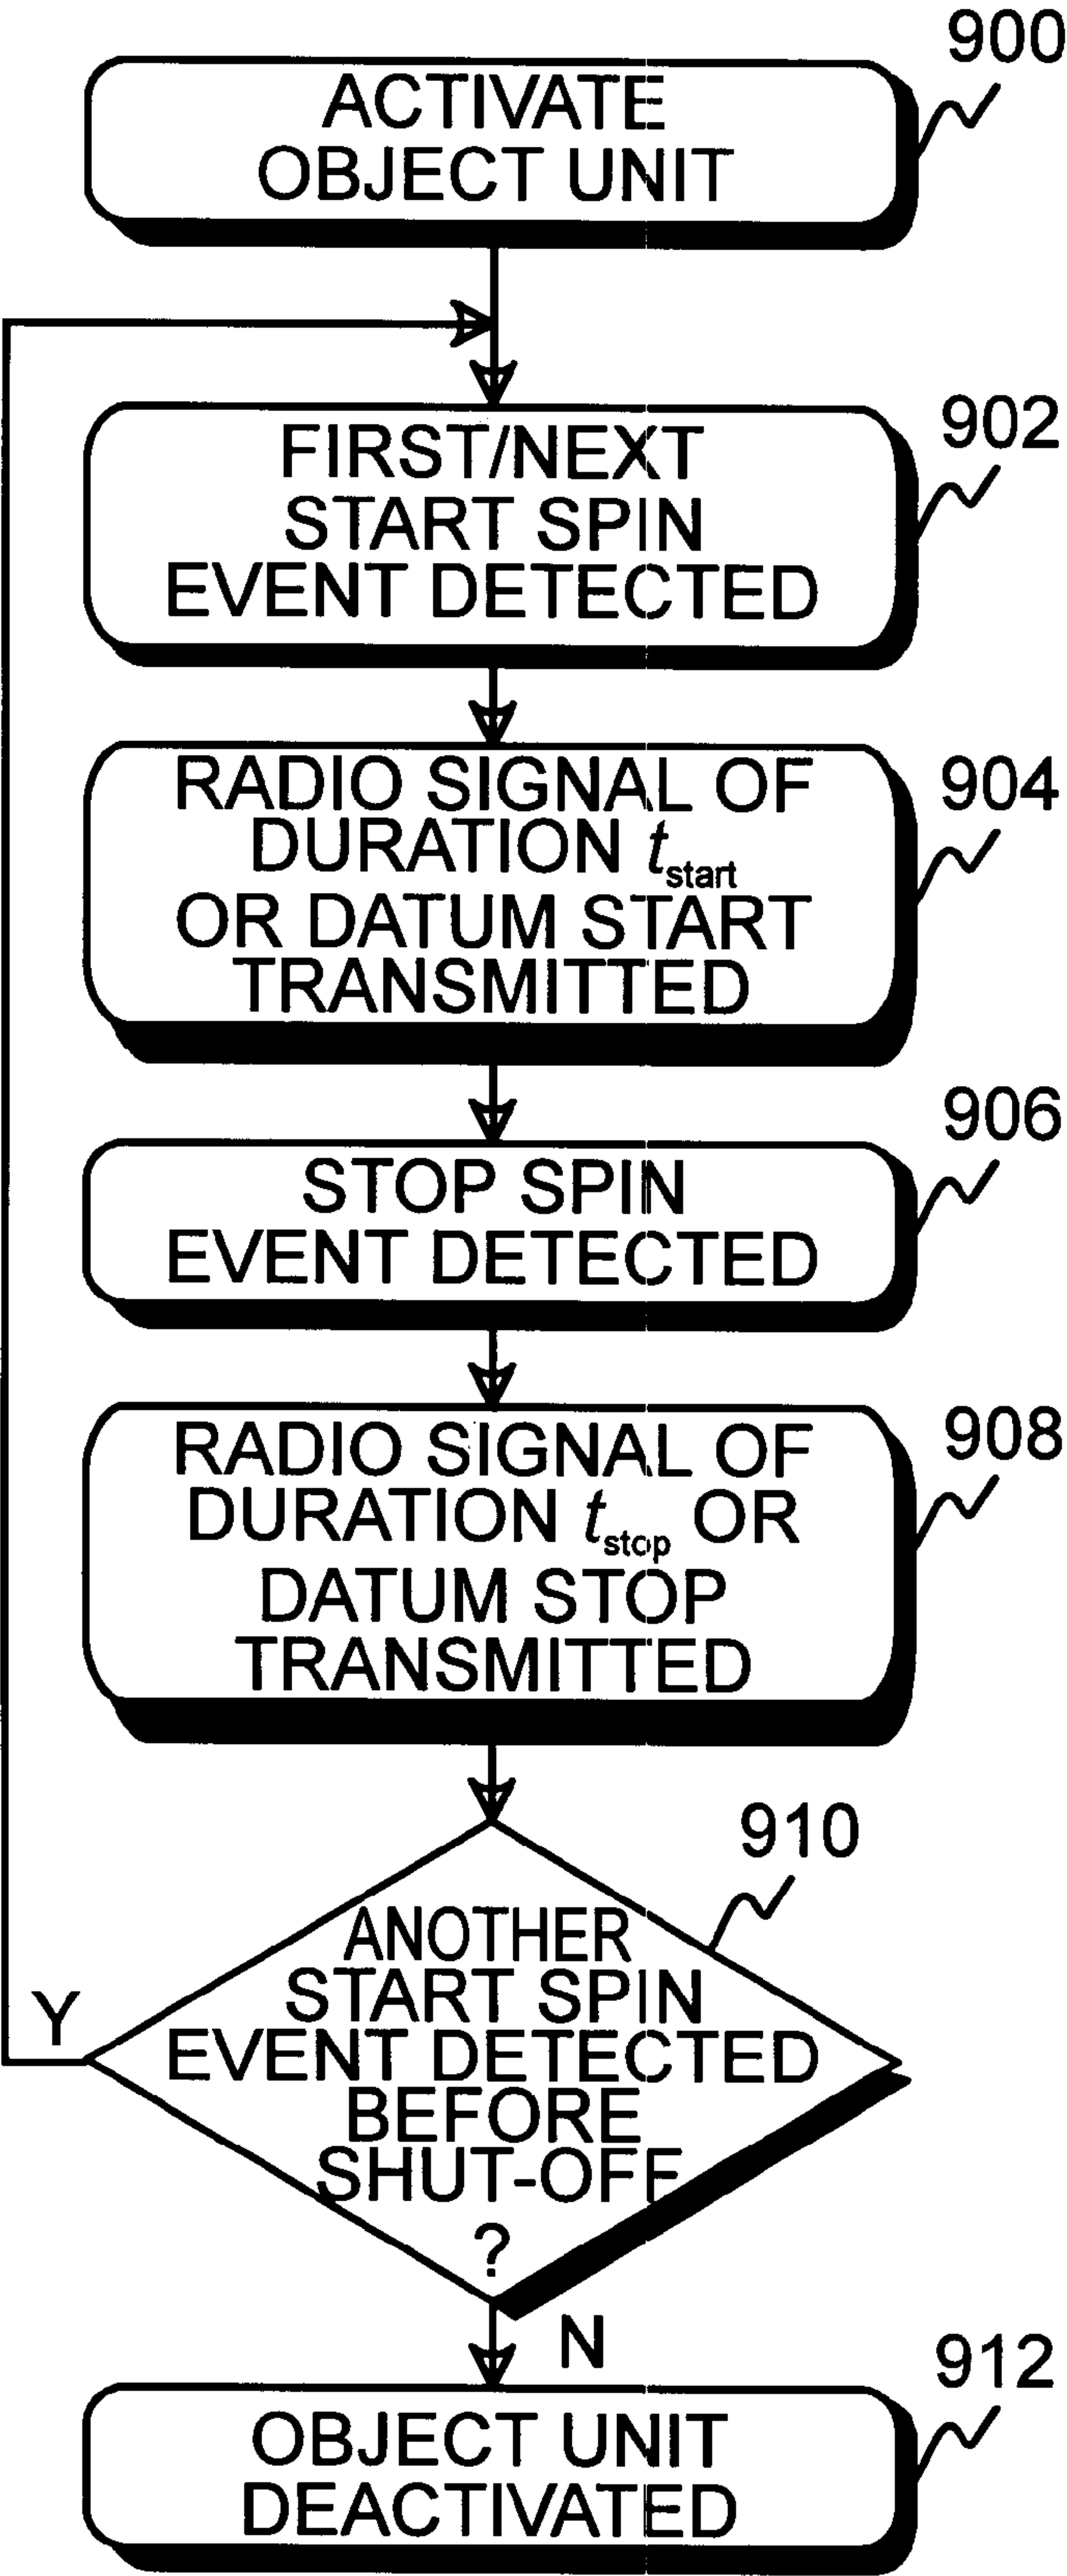 900
ACTIVATE
OBJECT UNIT
902
FIRST/NEXT
START SPIN
EVENT DETECTED
904
RADIO SIGNAL OF
DURATION tstart
OR DATUM START
TRANSMITTED
906
STOP SPIN
EVENT DETECTED
908
RADIO SIGNAL OF
DURATION tstop OR
DATUM STOP
TRANSMITTED
910
ANOTHER
START SPIN
Y
EVENT DETECTED
BEFORE
SHUT-OFF
?
N
912
OBJECT UNIT
DEACTIVATED